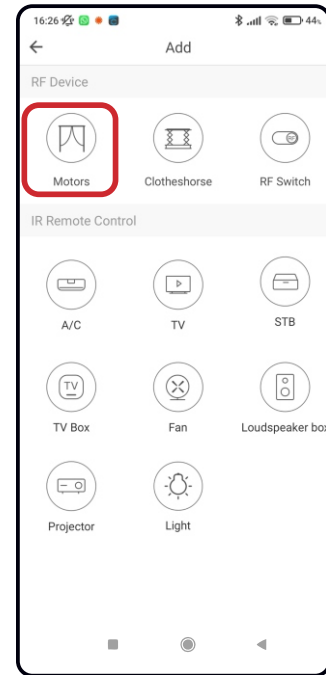 16:26 44%
Add
RF Device
Motors Clotheshorse RF Switch
IR Remote Control
A/C TV STB
TV
TV Box Fan Loudspeaker box
Projector Light